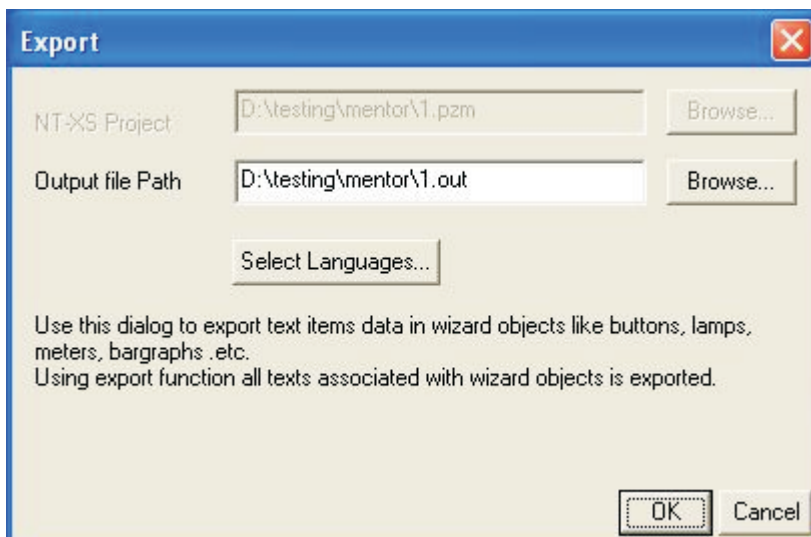 Export
NT-XS Project D:\testing\mentor\1.pzm Browse...
Output file Path D:\testing\mentor\1.out Browse...
Select Languages...
Use this dialog to export text items data in wizard objects like buttons, lamps,
meters, bargraphs .etc.
Using export function all texts associated with wizard objects is exported.
OK Cancel